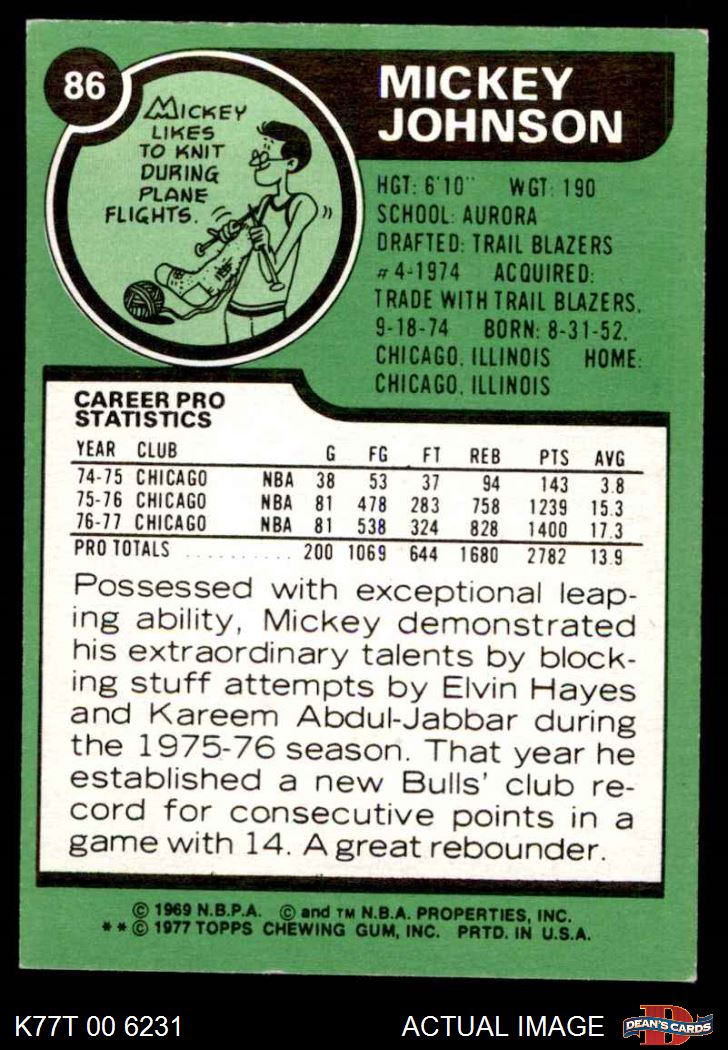 86
MICKEY
LIKES
TO KNIT
DURING
PLANE
FLIGHTS.
MICKEY
JOHNSON
HGT: 6'10" WGT: 190
SCHOOL: AURORA
DRAFTED: TRAIL BLAZERS
#4-1974 ACQUIRED:
TRADE WITH TRAIL BLAZERS,
9-18-74 BORN: 8-31-52,
CHICAGO, ILLINOIS HOME:
CHICAGO, ILLINOIS
CAREER PRO
STATISTICS
YEAR CLUB G FG FT REB PTS AVG
74-75 CHICAGO NBA 38 53 37 94 143 3.8
75-76 CHICAGO NBA 81 478 283 758 1239 15.3
76-77 CHICAGO NBA 81 538 324 828 1400 17.3
PRO TOTALS .......... 200 1069 644 1680 2782 13.9
Possessed with exceptional leap-
ing ability, Mickey demonstrated
his extraordinary talents by block-
ing stuff attempts by Elvin Hayes
and Kareem Abdul-Jabbar during
the 1975-76 season. That year he
established a new Bulls' club re-
cord for consecutive points in a
game with 14. A great rebounder.
© 1969 N.B.P.A. © and TM N.B.A. PROPERTIES, INC.
**© 1977 TOPPS CHEWING GUM, INC. PRTD. IN U.S.A.
K77T 00 6231 ACTUAL IMAGE D DEAN'S CARDS